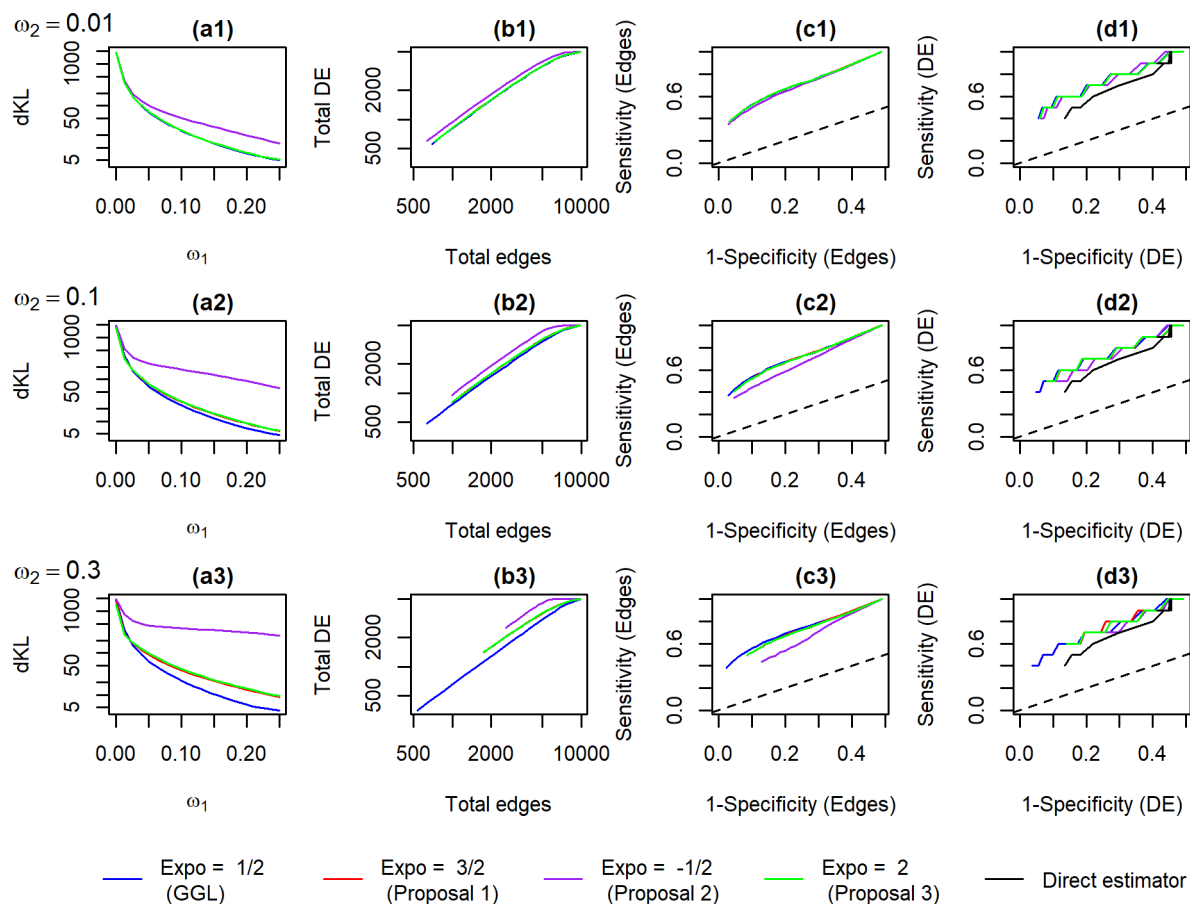 ω2 = 0.01
(a1)
dKL
1000
50
5
0.00 0.10 0.20
ω1
(b1)
Total DE
2000
500
500 2000 10000
Total edges
(c1)
Sensitivity (Edges)
0.6
0.0
0.0 0.2 0.4
1-Specificity (Edges)
(d1)
Sensitivity (DE)
0.6
0.0
0.0 0.2 0.4
1-Specificity (DE)
ω2 = 0.1
(a2)
dKL
1000
50
5
0.00 0.10 0.20
ω1
(b2)
Total DE
2000
500
500 2000 10000
Total edges
(c2)
Sensitivity (Edges)
0.6
0.0
0.0 0.2 0.4
1-Specificity (Edges)
(d2)
Sensitivity (DE)
0.6
0.0
0.0 0.2 0.4
1-Specificity (DE)
ω2 = 0.3
(a3)
dKL
1000
50
5
0.00 0.10 0.20
ω1
(b3)
Total DE
2000
500
500 2000 10000
Total edges
(c3)
Sensitivity (Edges)
0.6
0.0
0.0 0.2 0.4
1-Specificity (Edges)
(d3)
Sensitivity (DE)
0.6
0.0
0.0 0.2 0.4
1-Specificity (DE)
Expo = 1/2
(GGL)
Expo = 3/2
(Proposal 1)
Expo = -1/2
(Proposal 2)
Expo = 2
(Proposal 3)
Direct estimator